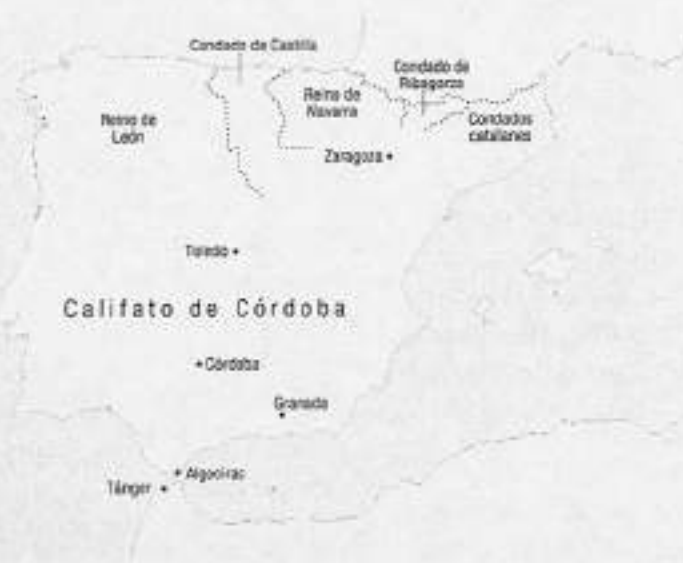 Condado de Castilla
Condado de
Ribagorza
Reino de
Navarra
Reino de
León
Condados
catalanes
Zaragoza
Toledo
Califato de Córdoba
Córdoba
Granada
Algeciras
Tánger